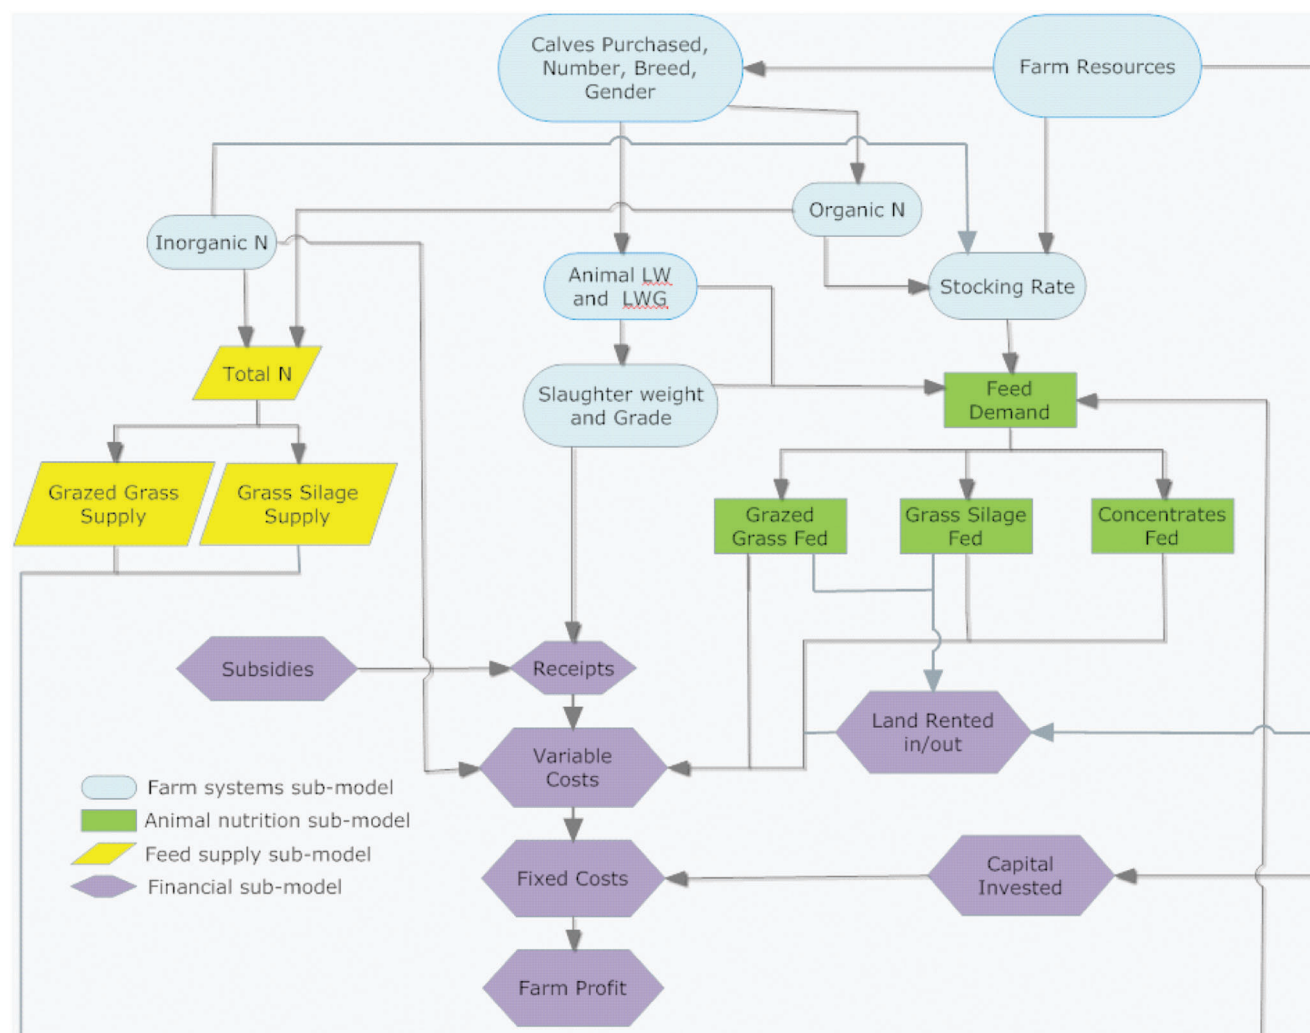 Calves Purchased,
Number, Breed,
Gender
Farm Resources
Organic N
Inorganic N
Animal LW
and LWG
Stocking Rate
Total N
Slaughter weight
and Grade
Feed
Demand
Grazed Grass
Supply
Grass Silage
Supply
Grazed
Grass Fed
Grass Silage
Fed
Concentrates
Fed
Subsidies
Receipts
Land Rented
in/out
Variable
Costs
Farm systems sub-model
Animal nutrition sub-model
Feed supply sub-model
Financial sub-model
Fixed Costs
Capital
Invested
Farm Profit